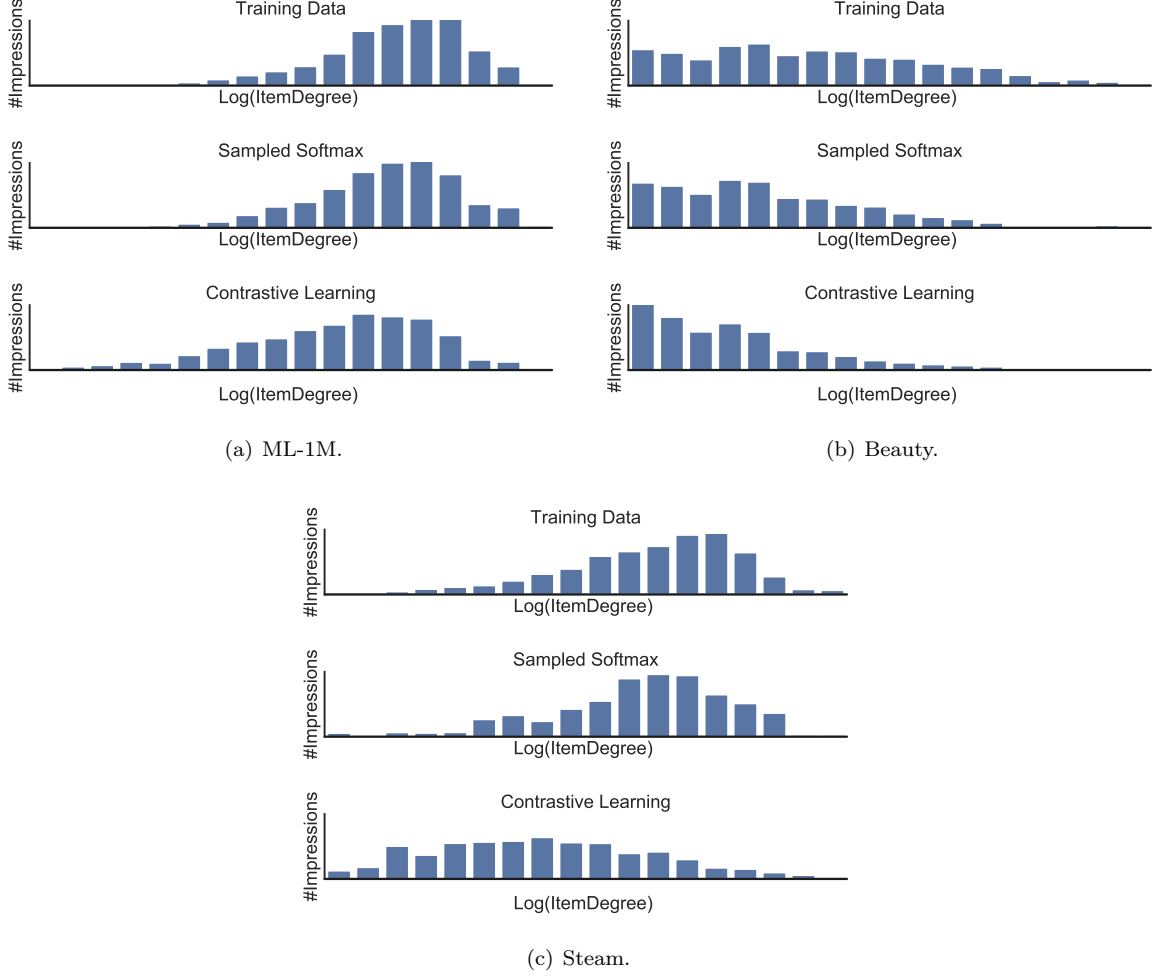 Training Data
#Impressions
Log(ItemDegree)
Sampled Softmax
#Impressions
Log(ItemDegree)
Contrastive Learning
#Impressions
Log(ItemDegree)
(a) ML-1M.
Training Data
#Impressions
Log(ItemDegree)
Sampled Softmax
#Impressions
Log(ItemDegree)
Contrastive Learning
#Impressions
Log(ItemDegree)
(b) Beauty.
Training Data
#Impressions
Log(ItemDegree)
Sampled Softmax
#Impressions
Log(ItemDegree)
Contrastive Learning
#Impressions
Log(ItemDegree)
(c) Steam.